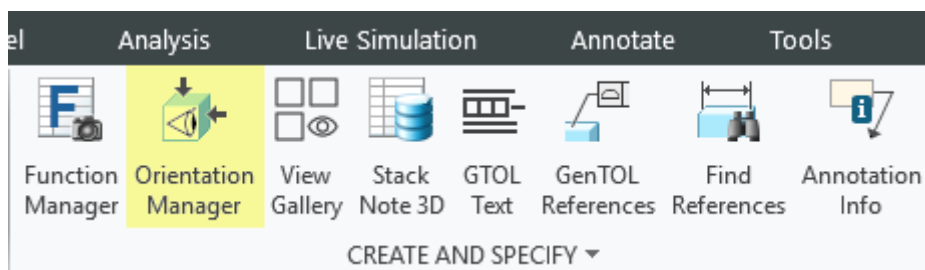 el Analysis Live Simulation Annotate Tools
Function Orientation View Stack GTOL GenTOL Find Annotation
Manager Manager Gallery Note 3D Text References References Info
CREATE AND SPECIFY